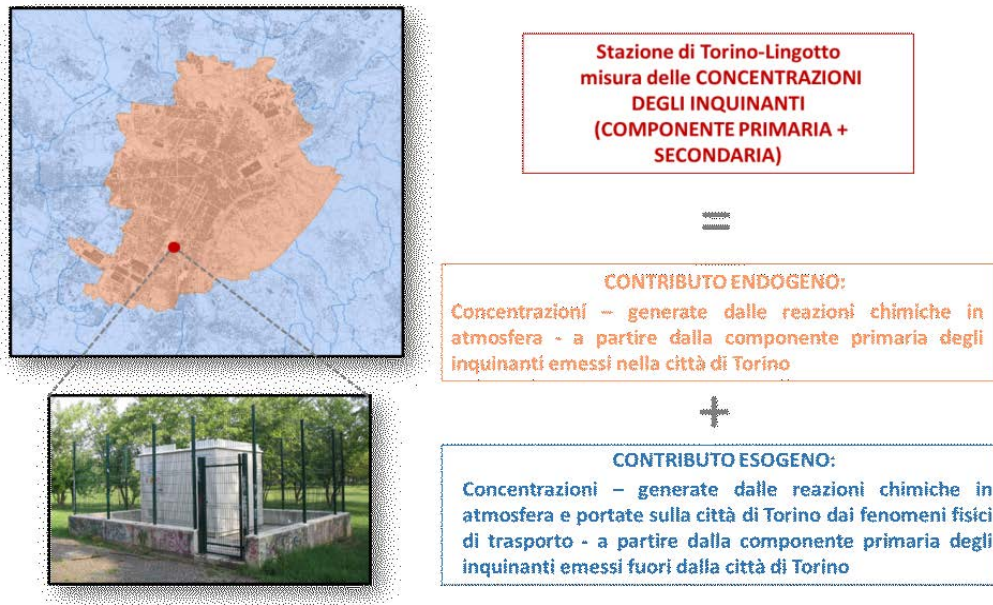 Stazione di Torino-Lingotto
misura delle CONCENTRAZIONI
DEGLI INQUINANTI
(COMPONENTE PRIMARIA +
SECONDARIA)
=
CONTRIBUTO ENDOGENO:
Concentrazioni – generate dalle reazioni chimiche in
atmosfera - a partire dalla componente primaria degli
inquinanti emessi nella città di Torino
+
CONTRIBUTO ESOGENO:
Concentrazioni – generate dalle reazioni chimiche in
atmosfera e portate sulla città di Torino dai fenomeni fisici
di trasporto - a partire dalla componente primaria degli
inquinanti emessi fuori dalla città di Torino